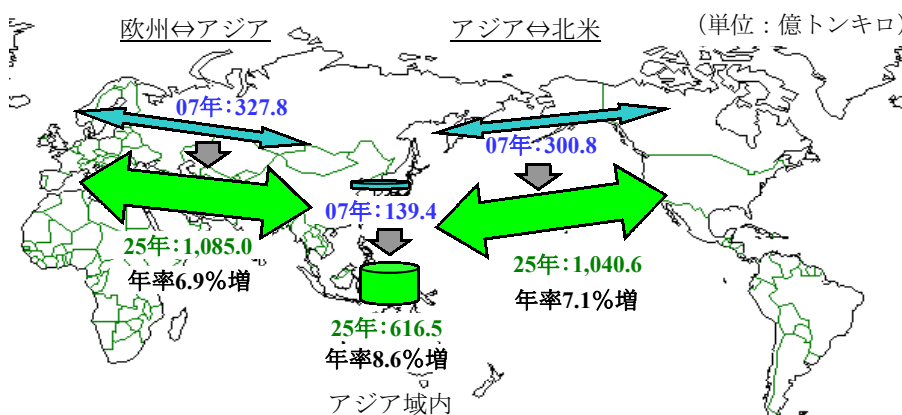 欧州⇔アジア
アジア⇔北米
(単位：億トンキロ)
07年：327.8
25年：1,085.0
年率6.9％増
07年：139.4
25年：616.5
年率8.6％増
アジア域内
07年：300.8
25年：1,040.6
年率7.1％増